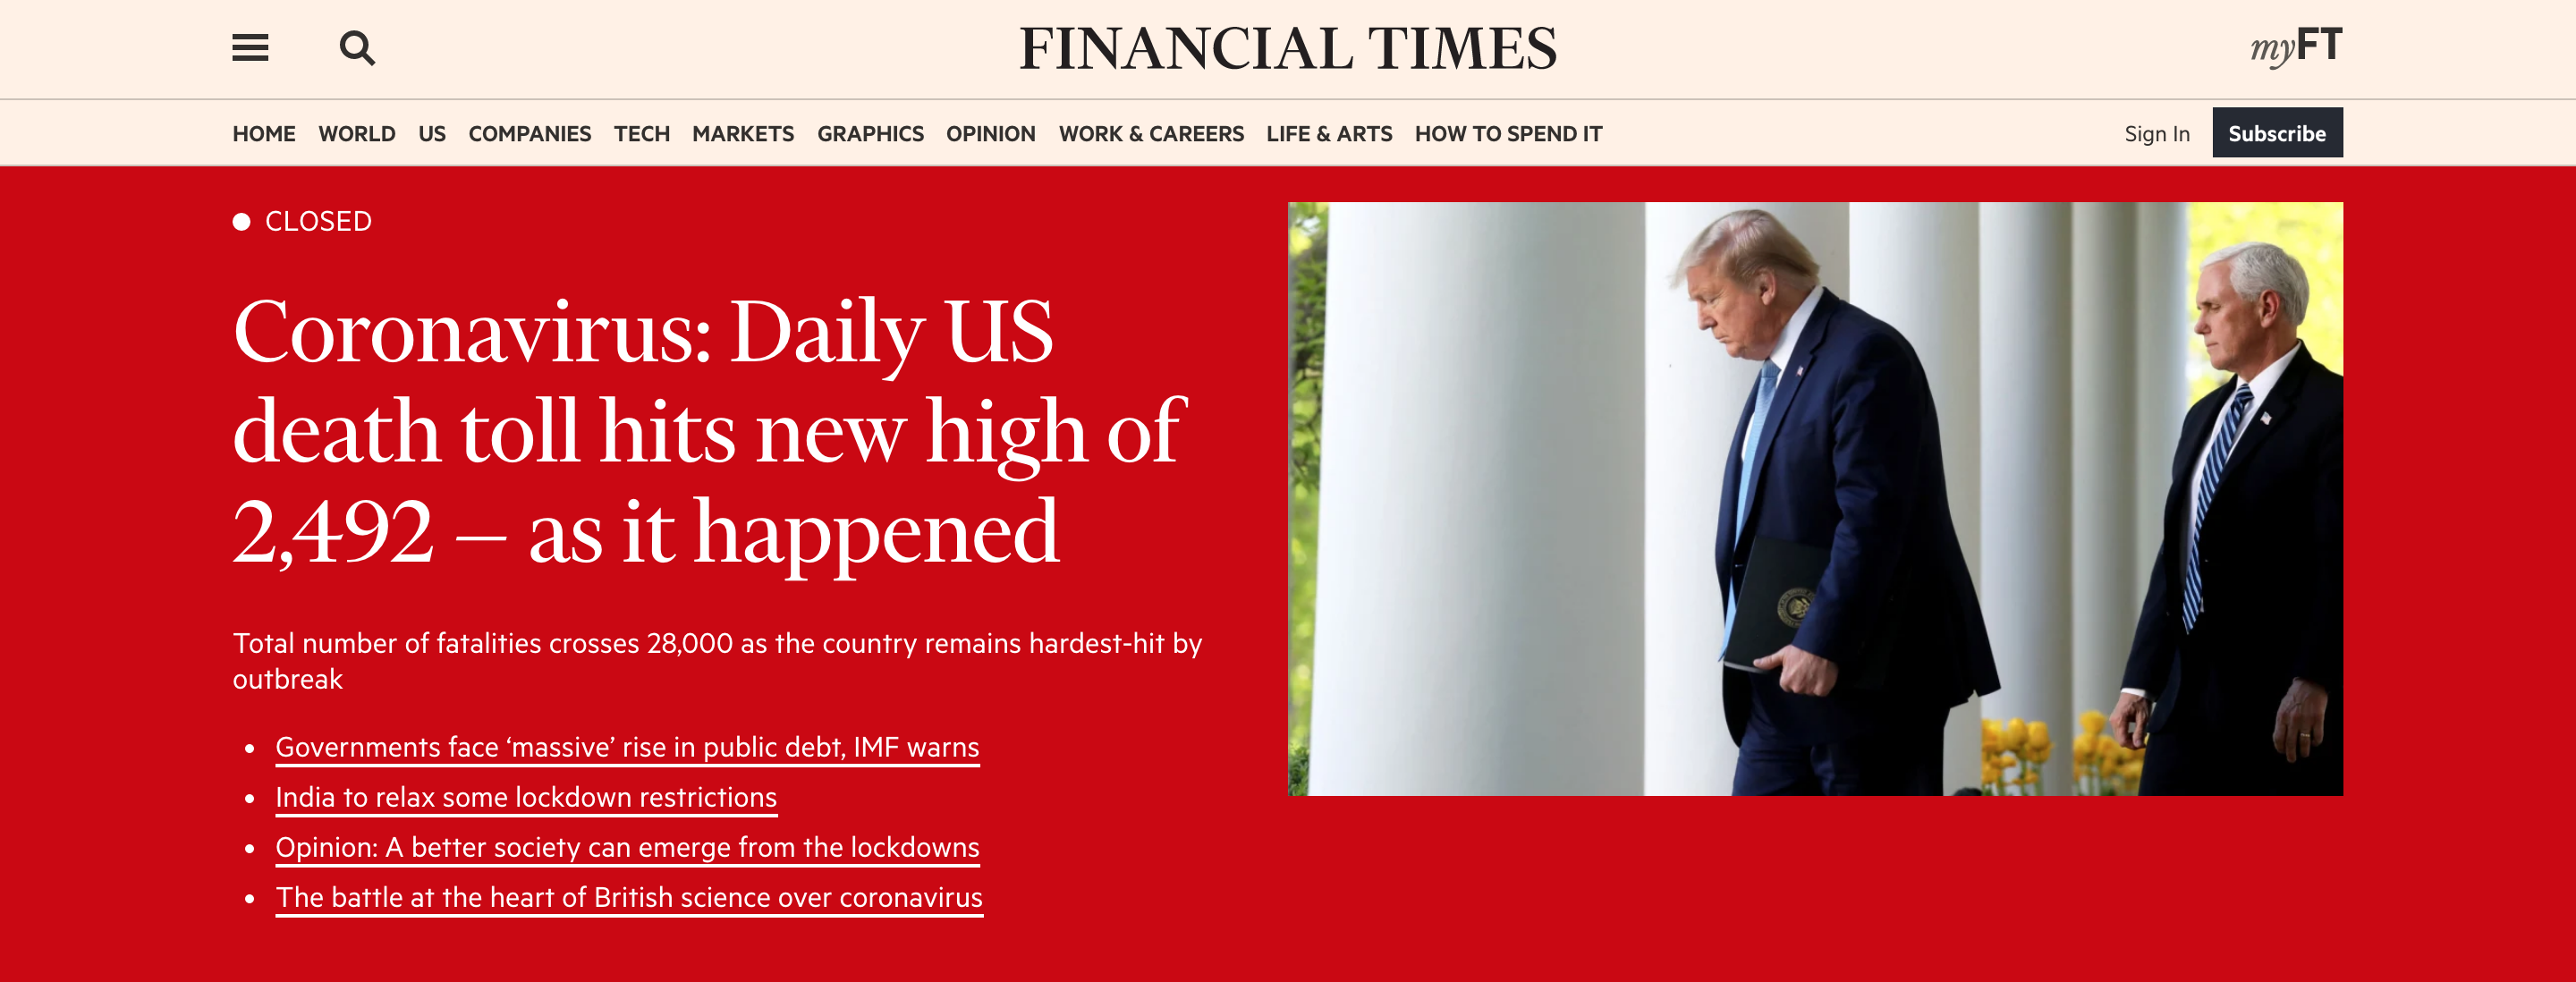 FINANCIAL TIMES
myFT
HOME WORLD US COMPANIES TECH MARKETS GRAPHICS OPINION WORK & CAREERS LIFE & ARTS HOW TO SPEND IT
Sign In Subscribe
CLOSED
Coronavirus: Daily US
death toll hits new high of
2,492 – as it happened
Total number of fatalities crosses 28,000 as the country remains hardest-hit by
outbreak
Governments face ‘massive’ rise in public debt, IMF warns
India to relax some lockdown restrictions
Opinion: A better society can emerge from the lockdowns
The battle at the heart of British science over coronavirus